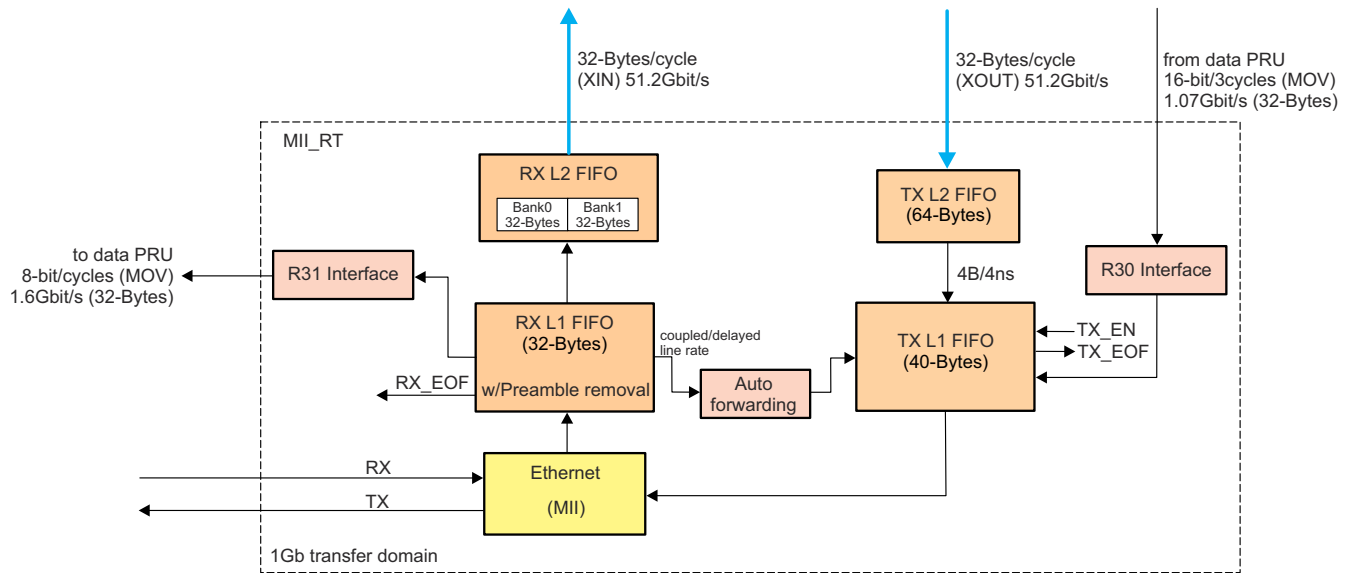 32-Bytes/cycle
(XIN) 51.2Gbit/s
32-Bytes/cycle
(XOUT) 51.2Gbit/s
from data PRU
16-bit/3cycles (MOV)
1.07Gbit/s (32-Bytes)
MII_RT
RX L2 FIFO
Bank0
32-Bytes
Bank1
32-Bytes
TX L2 FIFO
(64-Bytes)
to data PRU
8-bit/cycles (MOV)
1.6Gbit/s (32-Bytes)
R31 Interface
4B/4ns
R30 Interface
RX L1 FIFO
(32-Bytes)
w/Preamble removal
coupled/delayed
line rate
Auto
forwarding
TX L1 FIFO
(40-Bytes)
TX_EN
TX_EOF
RX_EOF
RX
TX
Ethernet
(MII)
1Gb transfer domain